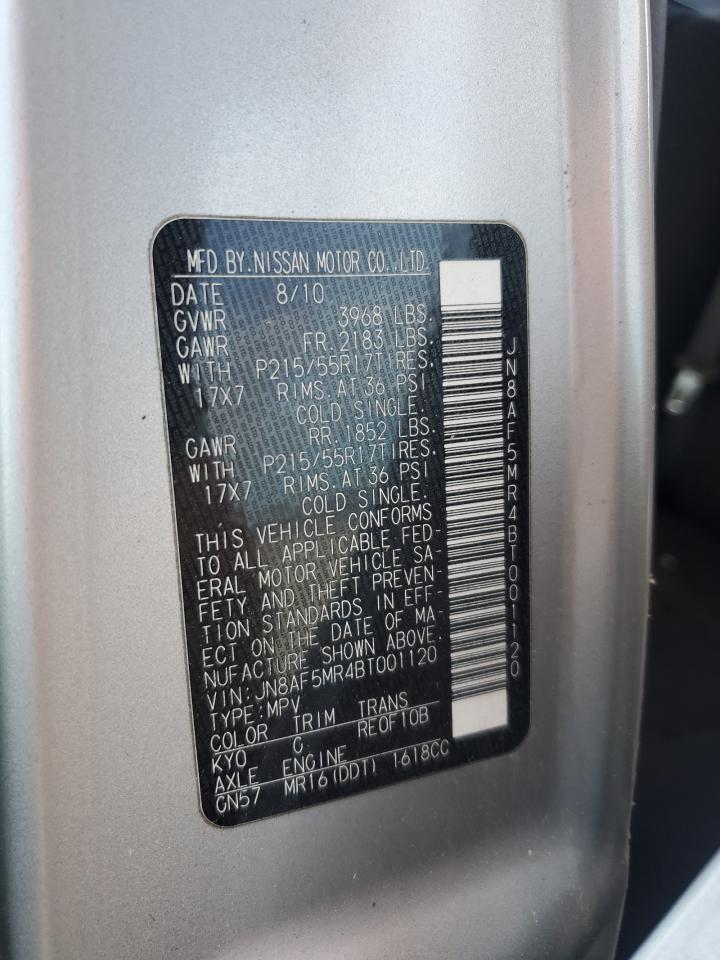 MFD BY.NISSAN MOTOR CO.,LTD.
DATE 8/10
GVWR 3968 LBS.
GAWR FR. 2183 LBS.
WITH P215/55R17TIRES.
17X7 RIMS. AT 36 PSI
COLD SINGLE.
GAWR RR. 1852 LBS.
WITH P215/55R17TIRES.
17X7 RIMS. AT 36 PSI
COLD SINGLE.
THIS VEHICLE CONFORMS
TO ALL APPLICABLE FED-
ERAL MOTOR VEHICLE SA-
FETY AND THEFT PREVEN-
TION STANDARDS IN EFF-
ECT ON THE DATE OF MA-
NUFACTURE SHOWN ABOVE.
VIN:JN8AF5MR4BT001120
TYPE:MPV
COLOR TRIM TRANS
KY0 C REOF10B
AXLE ENGINE
GN57 MR16(DDT) 1618CC
JN8AF5MR4BT001120